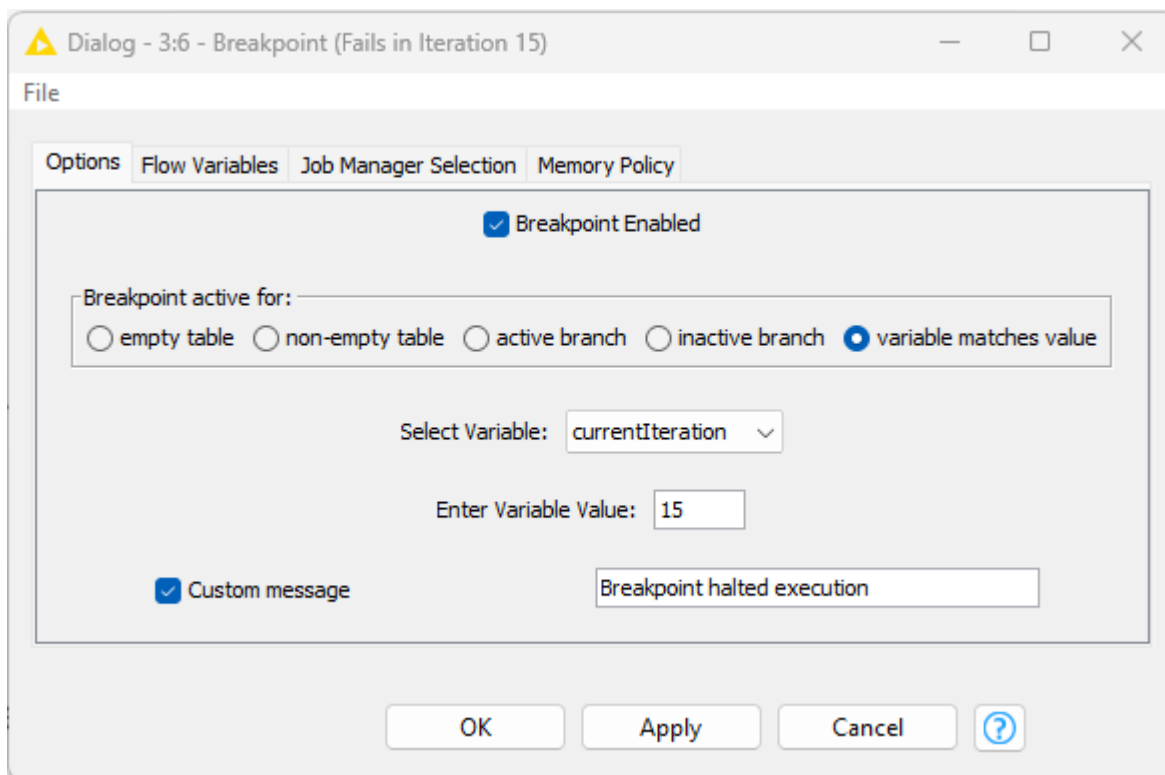 Dialog - 3:6 - Breakpoint (Fails in Iteration 15)
File
Options Flow Variables Job Manager Selection Memory Policy
Breakpoint Enabled
Breakpoint active for:
empty table non-empty table active branch inactive branch variable matches value
Select Variable: currentIteration
Enter Variable Value: 15
Custom message Breakpoint halted execution
OK Apply Cancel ?